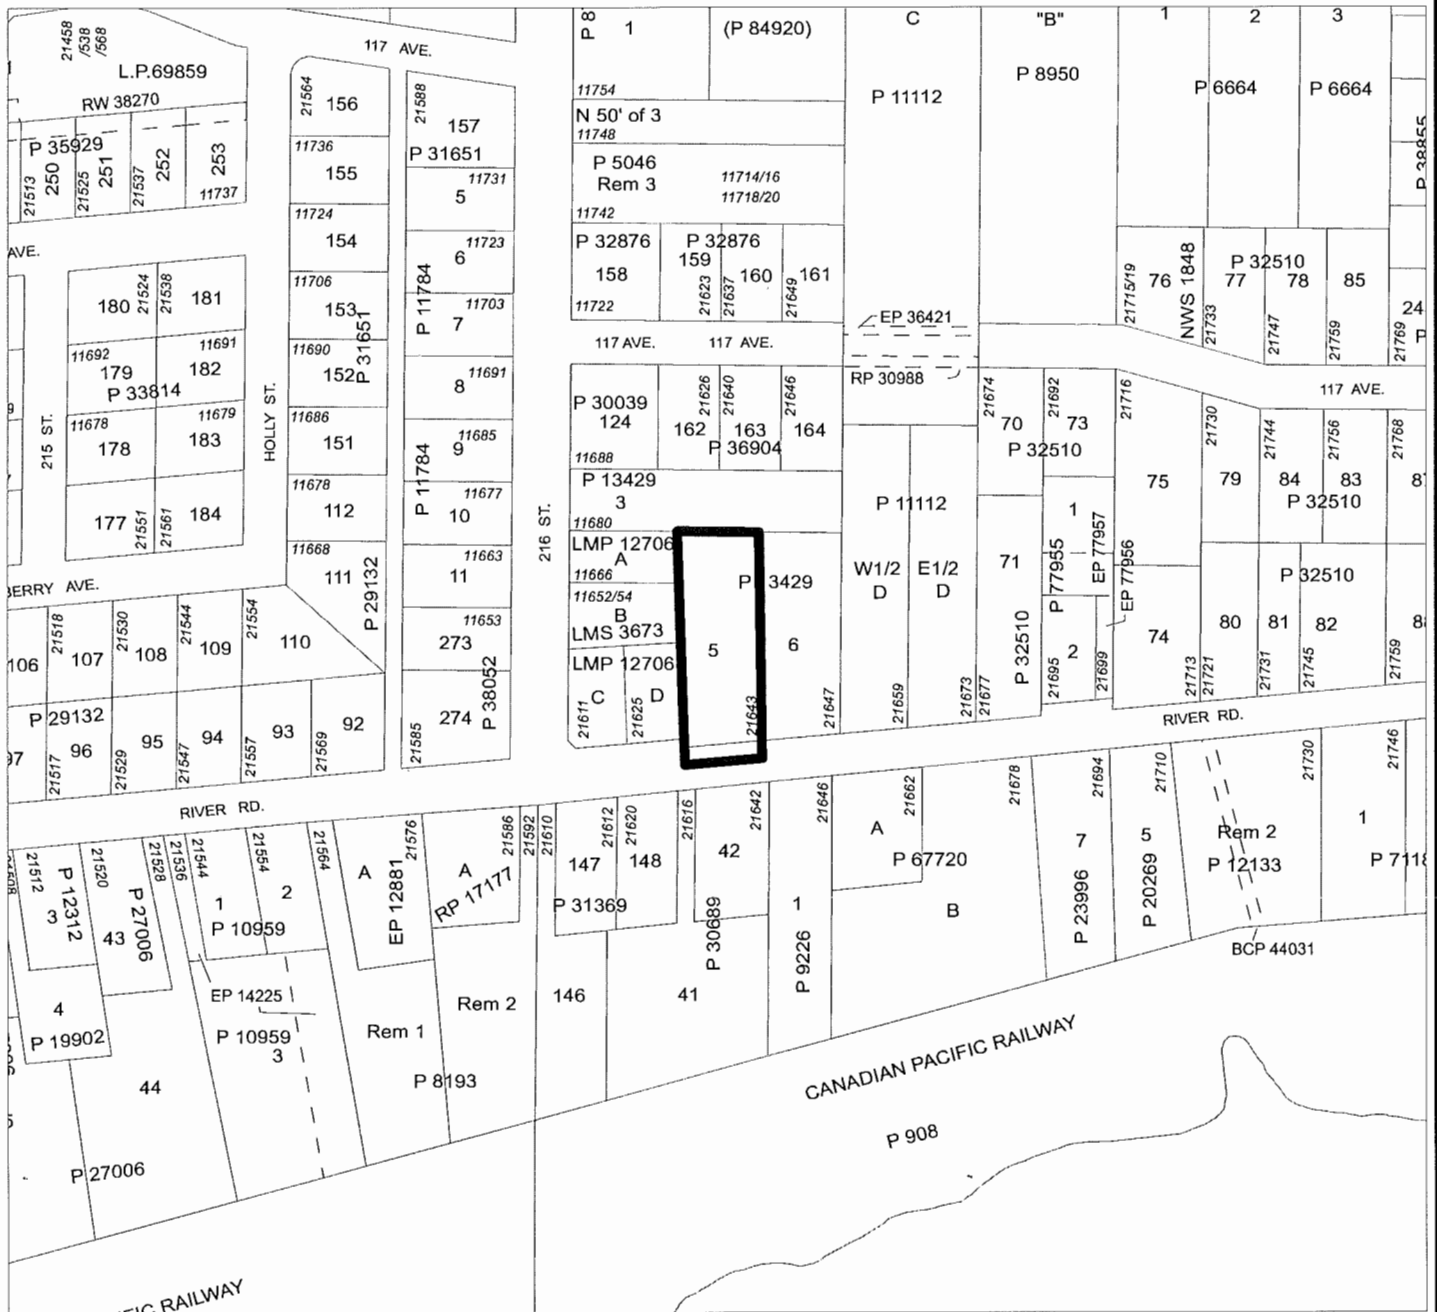 21458
/538
/568
L.P.69859
RW 38270
P 35929
21513
250
21525
251
21537
252
253
11737
AVE.
117 AVE.
21564
156
11736
155
11724
154
11706
153
P 31651
11690
152
11686
151
11678
112
11668
111
P 29132
21588
157
P 31651
11731
5
11723
6
P 11784
11703
7
11691
8
11685
9
P 11784
11677
10
11663
11
11653
273
P 38052
274
21585
180
21524
21538
181
11692
179
11691
182
P 33814
11678
178
11679
183
177
21551
21561
184
215 ST.
HOLLY ST.
216 ST.
BERRY AVE.
106
21518
107
21530
108
21544
109
21554
110
P 29132
97
21517
96
21529
95
21547
94
21557
93
21569
92
RIVER RD.
P 8
1
(P 84920)
11754
N 50' of 3
11748
P 5046
Rem 3
11714/16
11718/20
11742
P 32876
158
11722
P 32876
159
21623
21637
160
21649
161
117 AVE.
117 AVE.
EP 36421
RP 30988
P 30039
124
11688
162
21626
21640
163
21646
164
P 36904
P 13429
3
11680
LMP 12706
A
11666
11652/54
B
LMS 3673
LMP 12706
C
21611
D
21625
5
21643
P 3429
6
21647
C
P 11112
P 11112
W1/2
D
21659
E1/2
D
21673
"B"
P 8950
1
2
3
P 6664
P 6664
P 38855
21715/19
76
NWS 1848
P 32510
77
21733
78
21747
85
21759
24
21769
P
117 AVE.
21674
70
21692
73
P 32510
21716
75
21730
79
21744
84
21756
83
P 32510
21768
71
P 32510
21677
1
P 77955
EP 77957
EP 77956
2
21695
21699
74
21713
21721
80
P 32510
81
21731
82
21745
21759
RIVER RD.
21512
3
P 12312
21520
43
P 27006
21528
21536
21544
1
21554
2
21564
P 10959
A
EP 12881
21576
A
RP 17177
21586
21592
21610
147
21612
21620
148
P 31369
21616
42
21642
P 30689
21646
1
P 9226
A
21662
P 67720
B
21678
7
21694
P 23996
5
21710
P 20269
Rem 2
P 12133
21730
BCP 44031
1
21746
P 7118
4
P 19902
EP 14225
P 10959
3
Rem 1
Rem 2
P 8193
146
41
44
P 27006
CANADIAN PACIFIC RAILWAY
P 908
RAILWAY